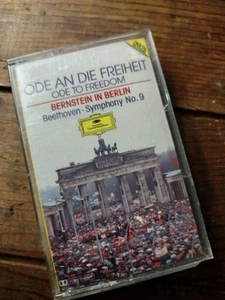 ODE AN DIE FREIHEIT
ODE TO FREEDOM
BERNSTEIN IN BERLIN
Beethoven · Symphony No. 9